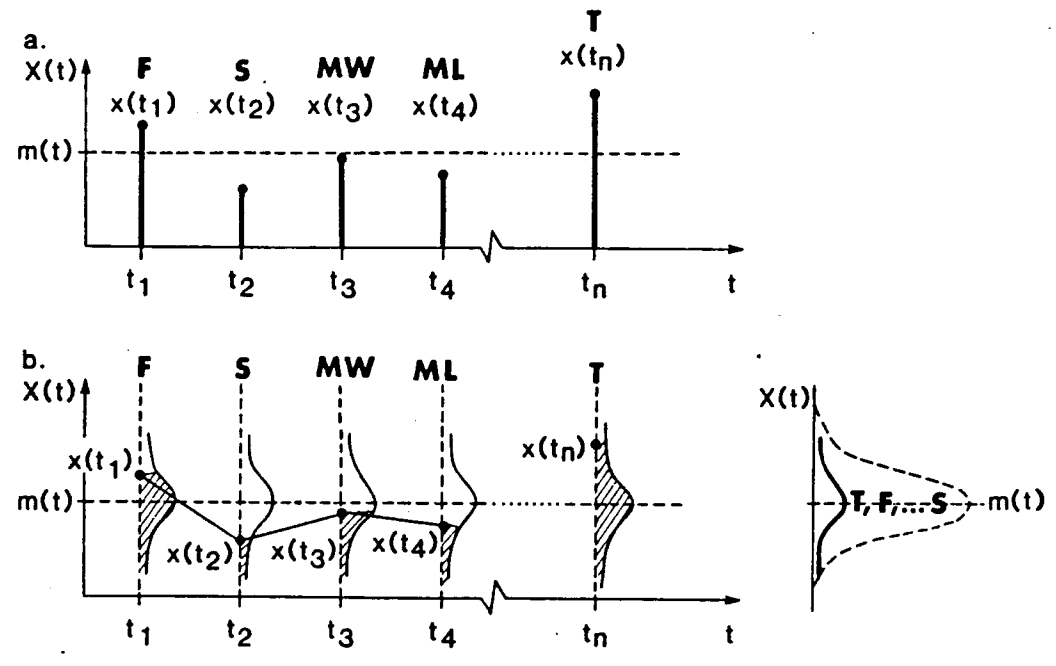 a.
T
x(tn)
X(t) F S MW ML
x(t1) x(t2) x(t3) x(t4)
m(t)
t1 t2 t3 t4 tn t
b.
F S MW ML T
X(t) X(t)
x(t1) x(tn)
m(t) T, F, ... S m(t)
x(t2) x(t3) x(t4)
t1 t2 t3 t4 tn t